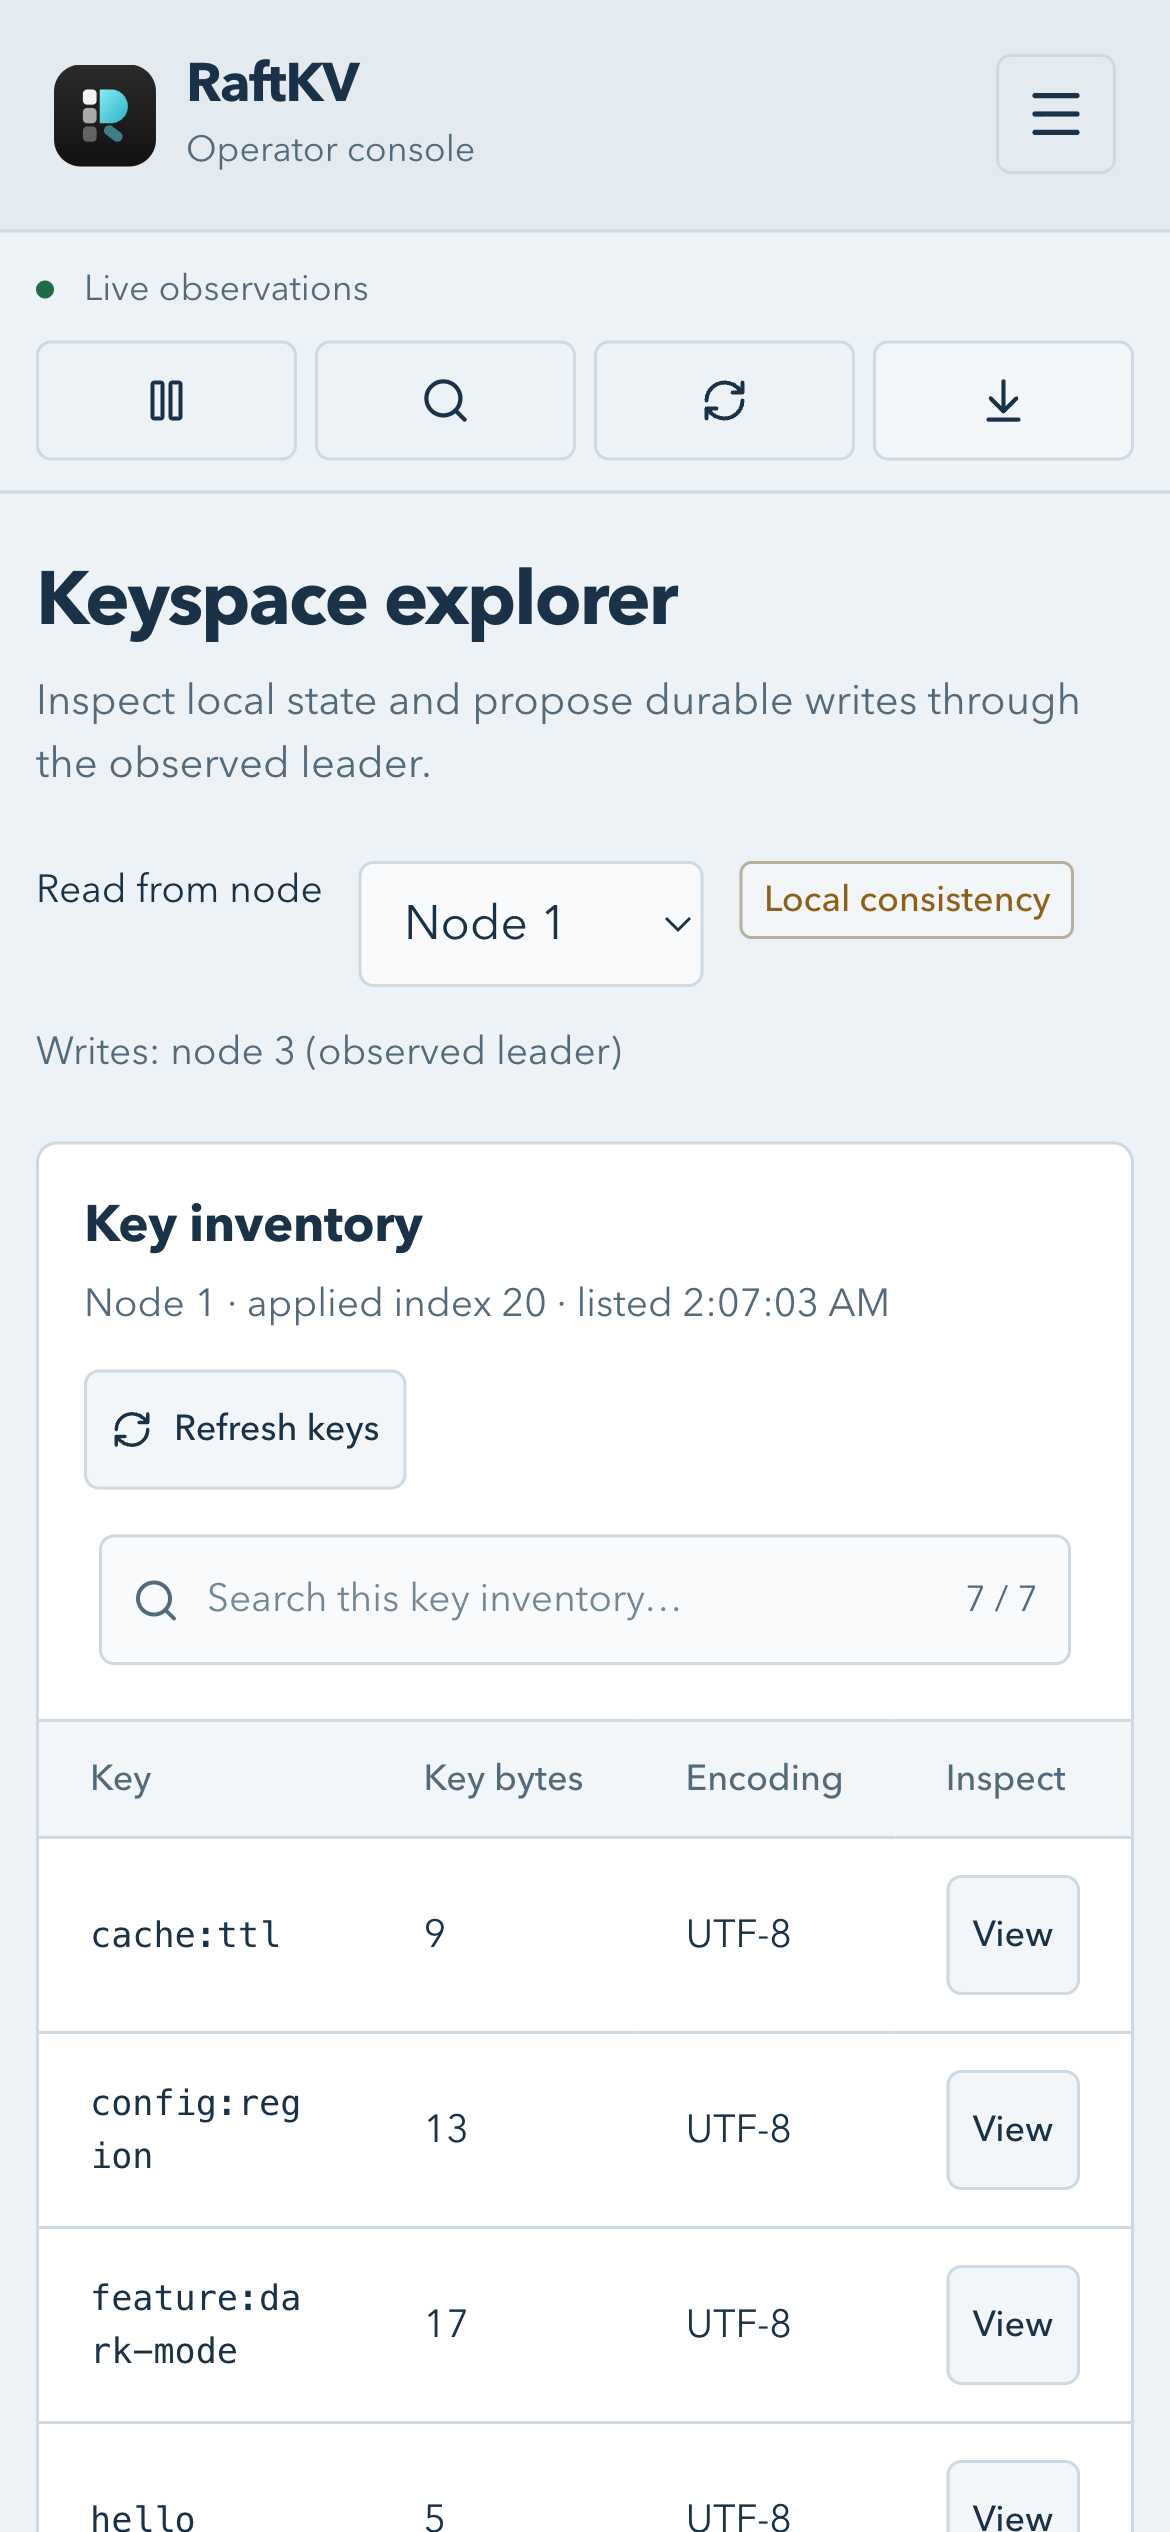 RaftKV
Operator console
Live observations
Keyspace explorer
Inspect local state and propose durable writes through
the observed leader.
Read from node
Node 1
Local consistency
Writes: node 3 (observed leader)
Key inventory
Node 1 · applied index 20 · listed 2:07:03 AM
Refresh keys
Search this key inventory... 7 / 7
Key Key bytes Encoding Inspect
cache:ttl 9 UTF-8 View
config:reg
ion 13 UTF-8 View
feature:da
rk-mode 17 UTF-8 View
hello 5 UTF-8 View